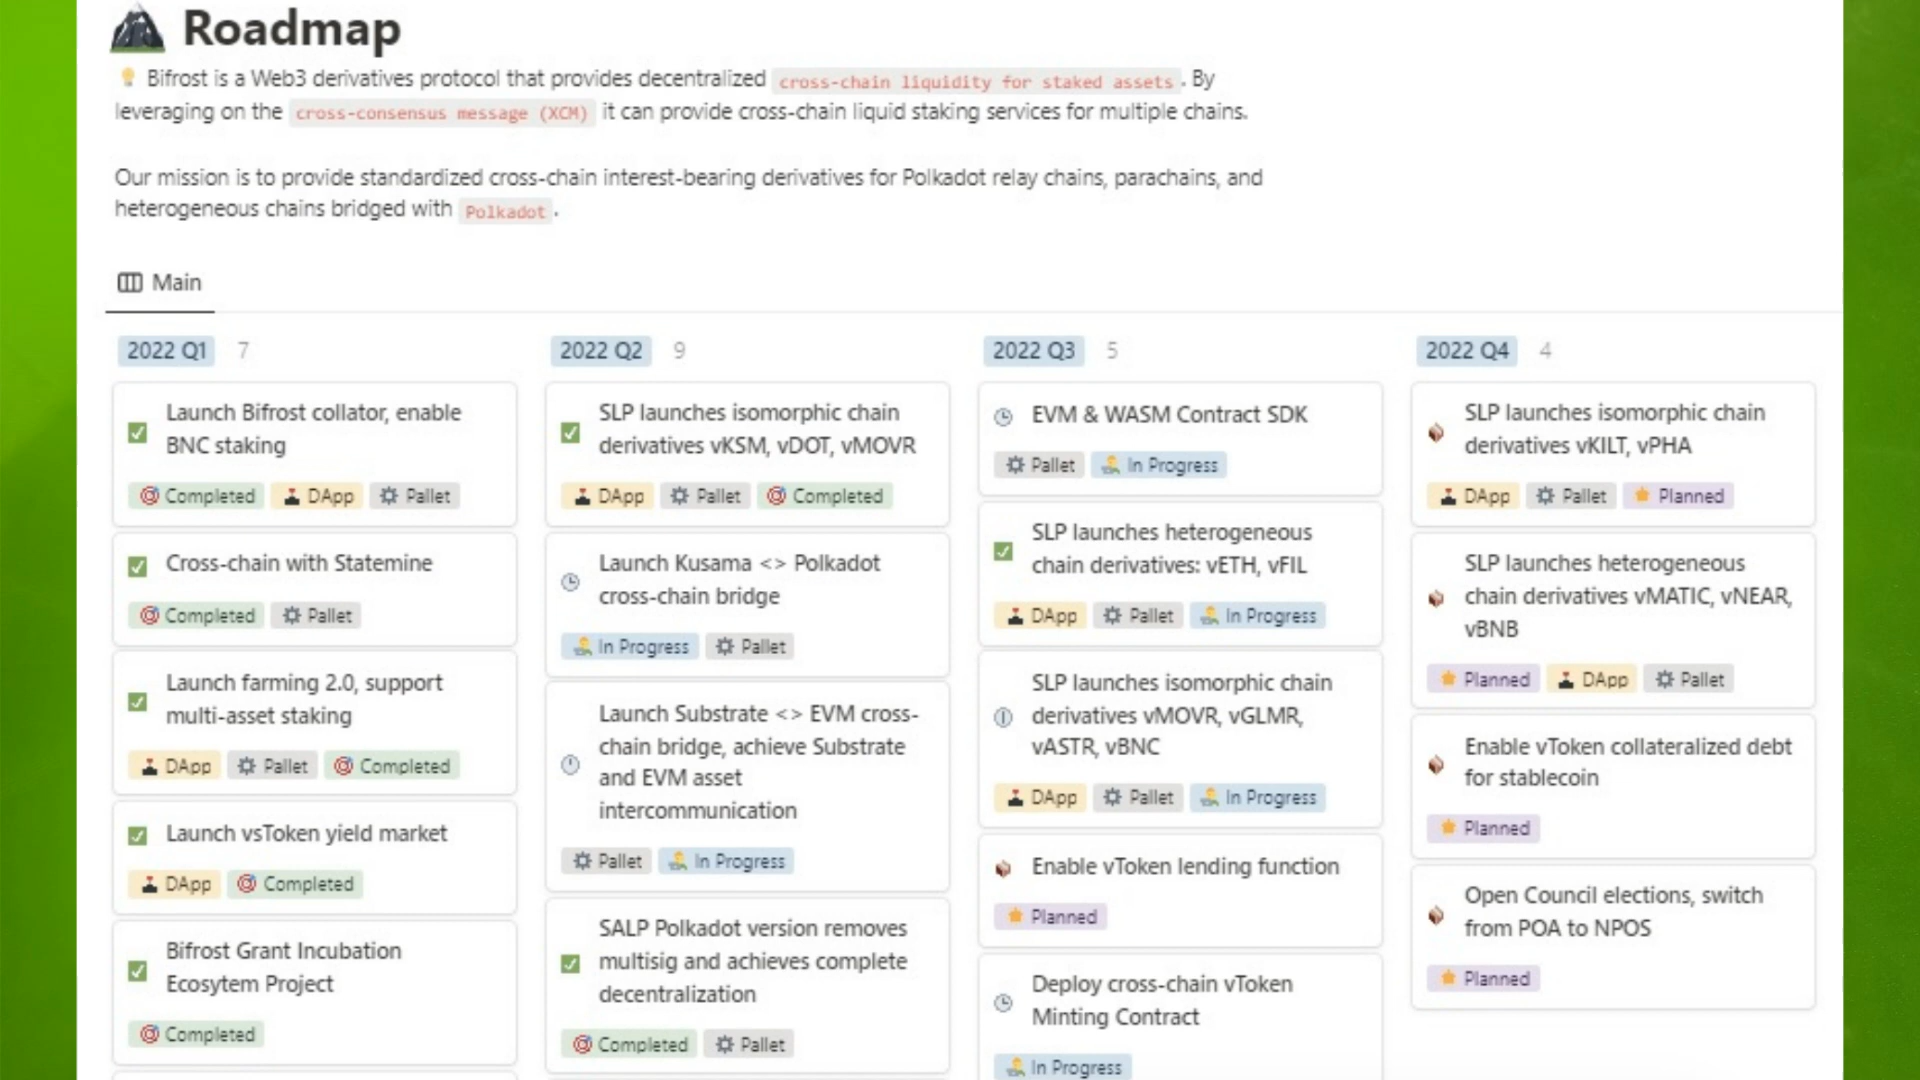 Roadmap
Bifrost is a Web3 derivatives protocol that provides decentralized cross-chain liquidity for staked assets. By
leveraging on the cross-consensus message (XCM) it can provide cross-chain liquid staking services for multiple chains.
Our mission is to provide standardized cross-chain interest-bearing derivatives for Polkadot relay chains, parachains, and
heterogeneous chains bridged with Polkadot.
Main
2022 Q1 7
Launch Bifrost collator, enable
BNC staking
Completed DApp Pallet
Cross-chain with Statemine
Completed Pallet
Launch farming 2.0, support
multi-asset staking
DApp Pallet Completed
Launch vsToken yield market
DApp Completed
Bifrost Grant Incubation
Ecosytem Project
Completed
2022 Q2 9
SLP launches isomorphic chain
derivatives vKSM, vDOT, vMOVR
DApp Pallet Completed
Launch Kusama <> Polkadot
cross-chain bridge
In Progress Pallet
Launch Substrate <> EVM cross-
chain bridge, achieve Substrate
and EVM asset
intercommunication
Pallet In Progress
SALP Polkadot version removes
multisig and achieves complete
decentralization
Completed Pallet
2022 Q3 5
EVM & WASM Contract SDK
Pallet In Progress
SLP launches heterogeneous
chain derivatives: vETH, vFIL
DApp Pallet In Progress
SLP launches isomorphic chain
derivatives vMOVR, vGLMR,
vASTR, vBNC
DApp Pallet In Progress
Enable vToken lending function
Planned
Deploy cross-chain vToken
Minting Contract
In Progress
2022 Q4 4
SLP launches isomorphic chain
derivatives vKILT, vPHA
DApp Pallet Planned
SLP launches heterogeneous
chain derivatives vMATIC, vNEAR,
vBNB
Planned DApp Pallet
Enable vToken collateralized debt
for stablecoin
Planned
Open Council elections, switch
from POA to NPOS
Planned